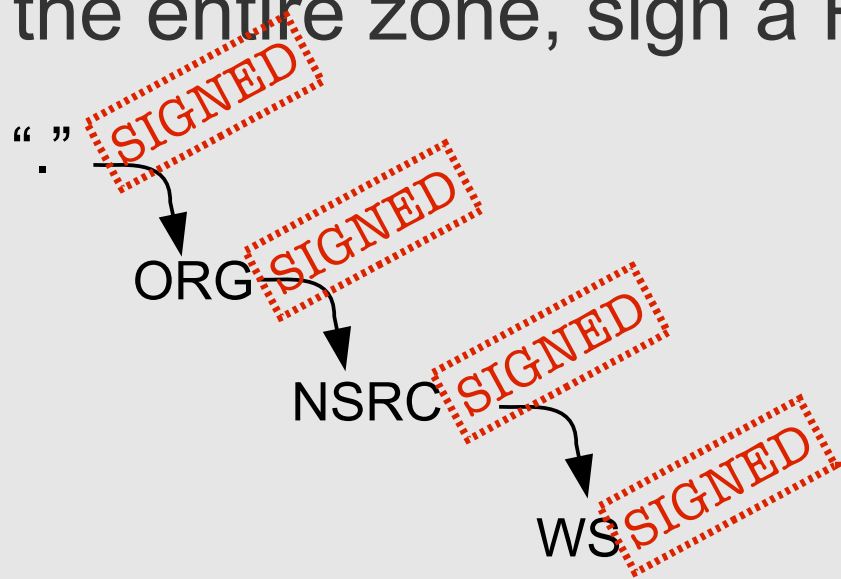 the entire zone, sign a
“.” SIGNED
ORG SIGNED
NSRC SIGNED
WS SIGNED